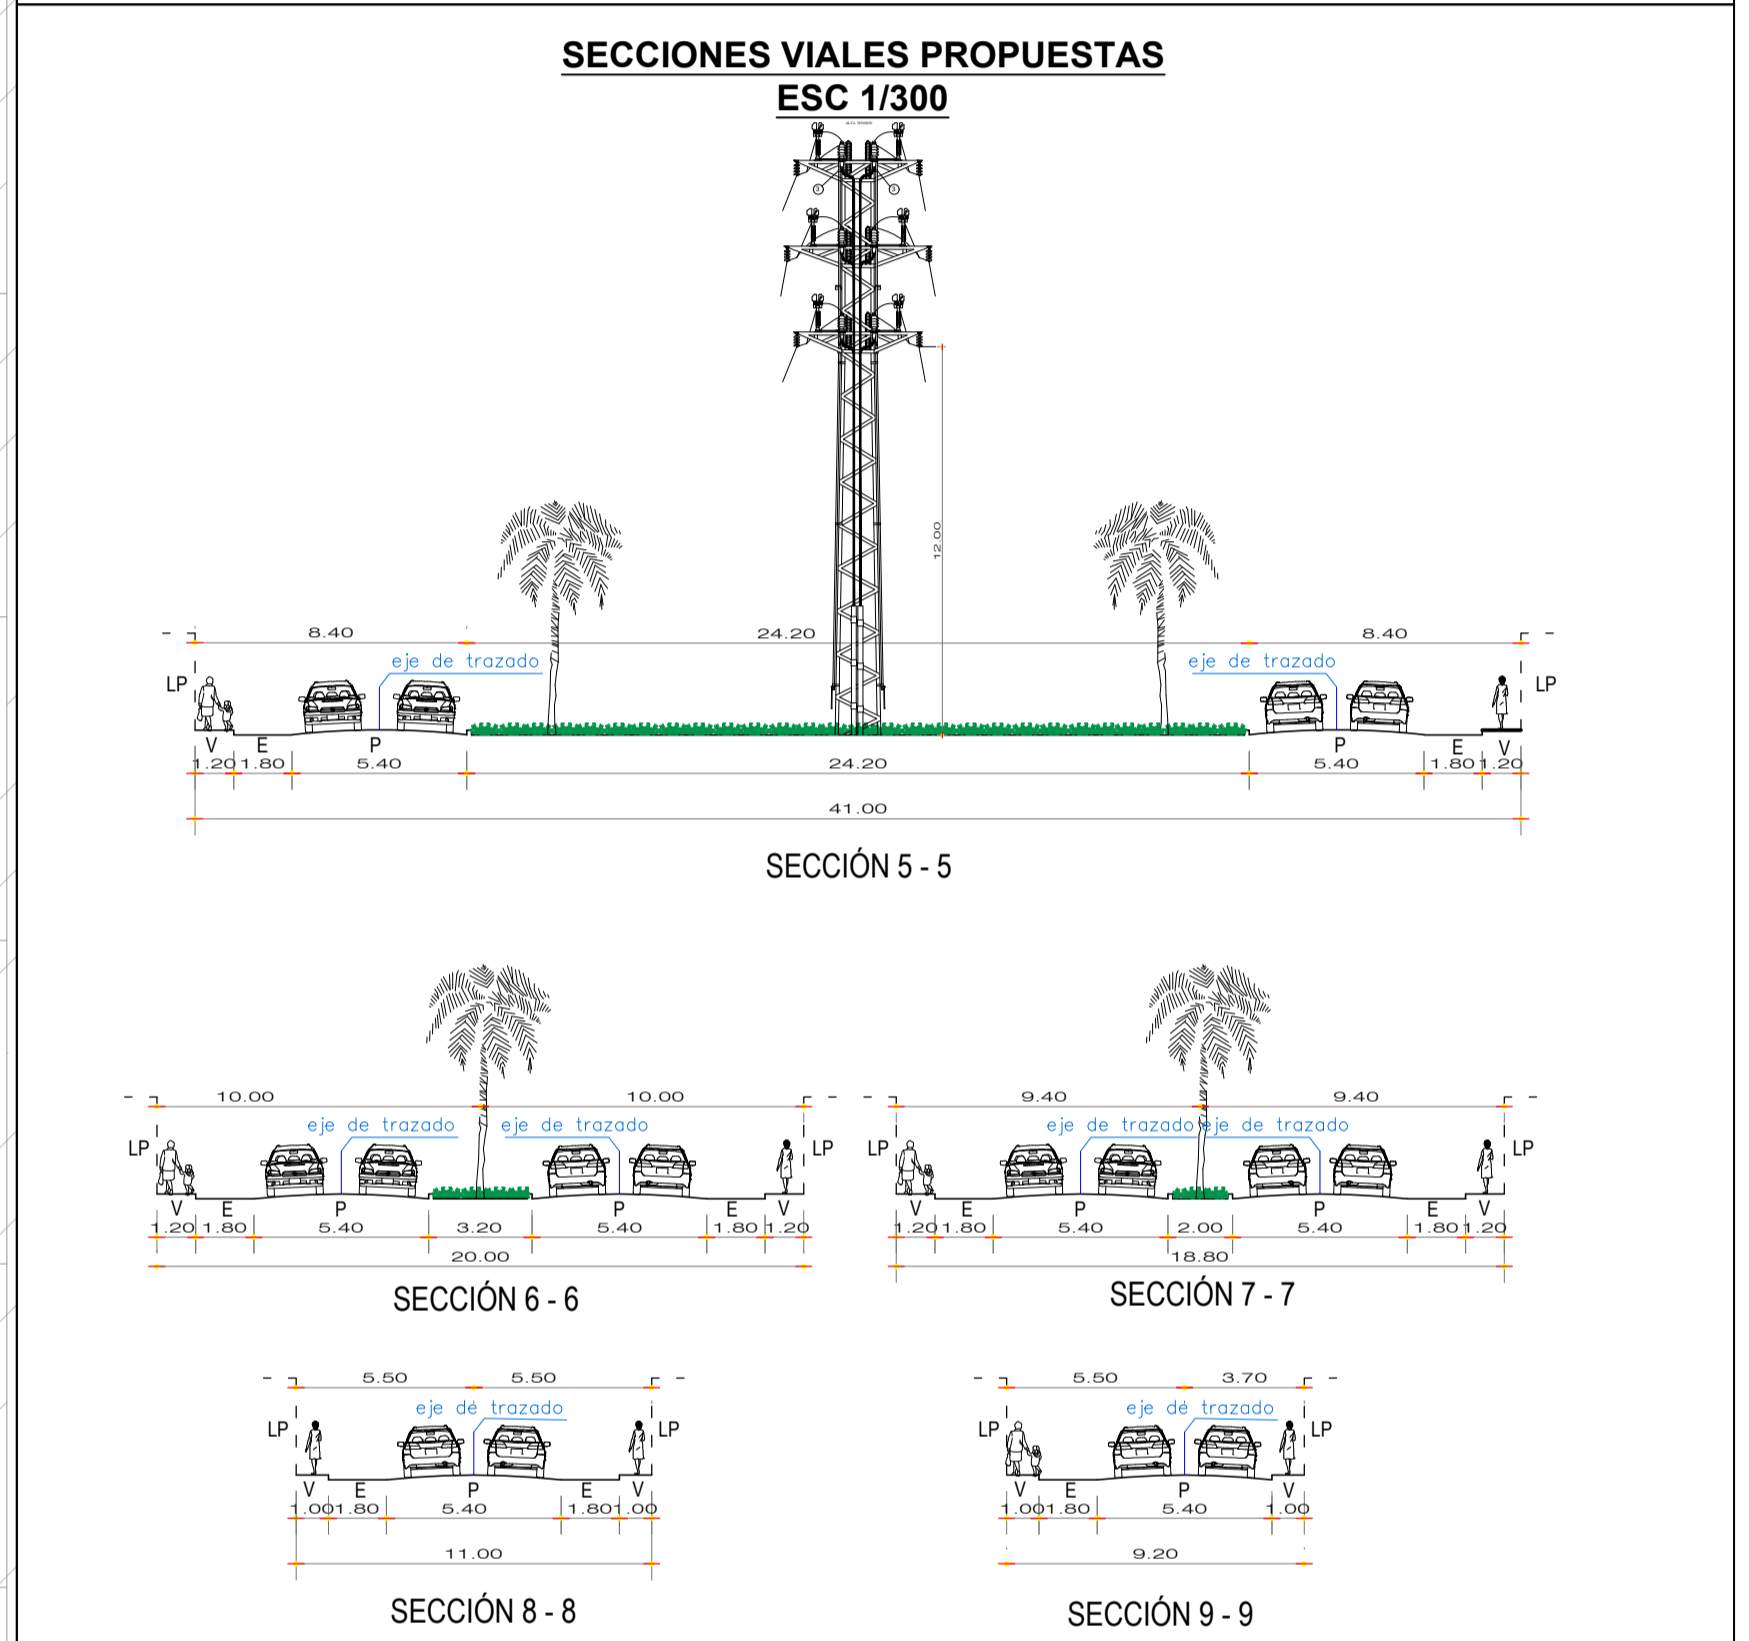 SECCIONES VIALES PROPUESTAS
ESC 1/300
3 3
12.00
8.40 24.20 8.40
eje de trazado eje de trazado
LP LP
V E P P E V
1.20 1.80 5.40 24.20 5.40 1.80 1.20
41.00
SECCIÓN 5 - 5
10.00 10.00
eje de trazado eje de trazado
LP LP
V E P P E V
1.20 1.80 5.40 3.20 5.40 1.80 1.20
20.00
SECCIÓN 6 - 6
9.40 9.40
eje de trazado eje de trazado
LP LP
V E P P E V
1.20 1.80 5.40 2.00 5.40 1.80 1.20
18.80
SECCIÓN 7 - 7
5.50 5.50
eje de trazado
LP LP
V E P E V
1.00 1.80 5.40 1.80 1.00
11.00
SECCIÓN 8 - 8
5.50 3.70
eje de trazado
LP LP
V E P V
1.00 1.80 5.40 1.00
9.20
SECCIÓN 9 - 9